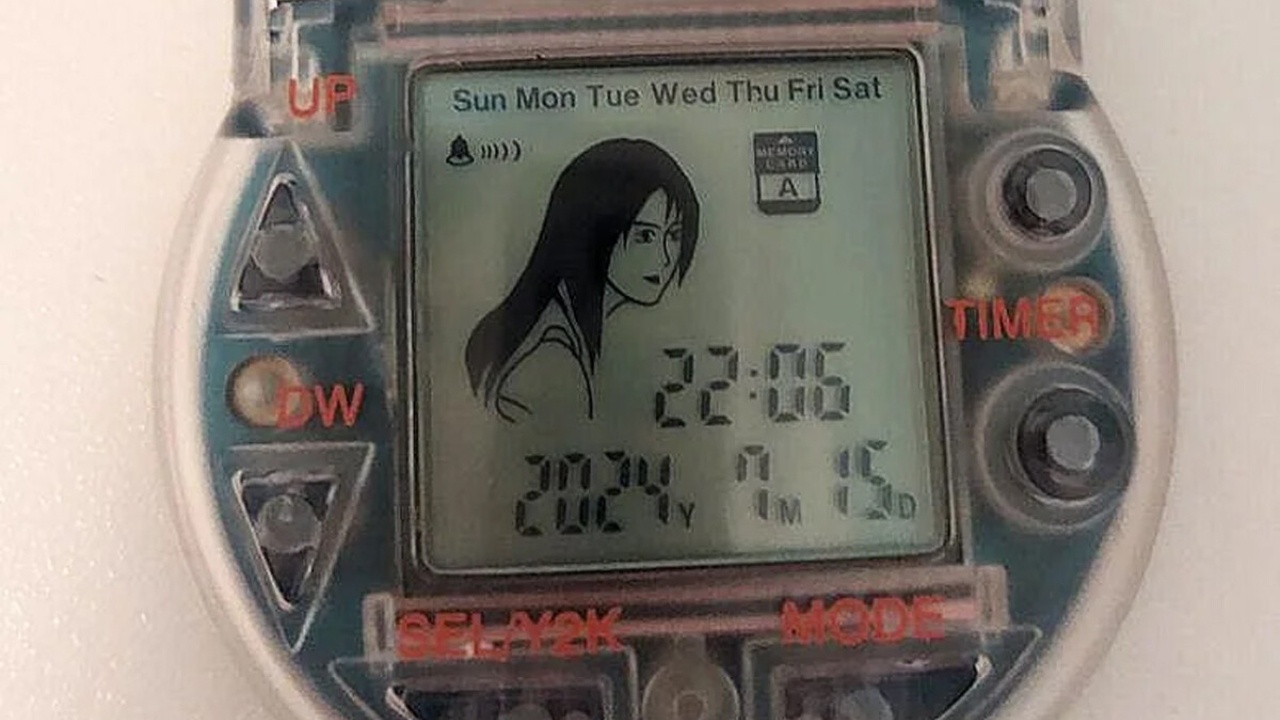 UP
Sun Mon Tue Wed Thu Fri Sat
MEMORY
CARD
A
TIMER
22:06
DW
2024Y 7M 15D
SEL/Y2K MODE